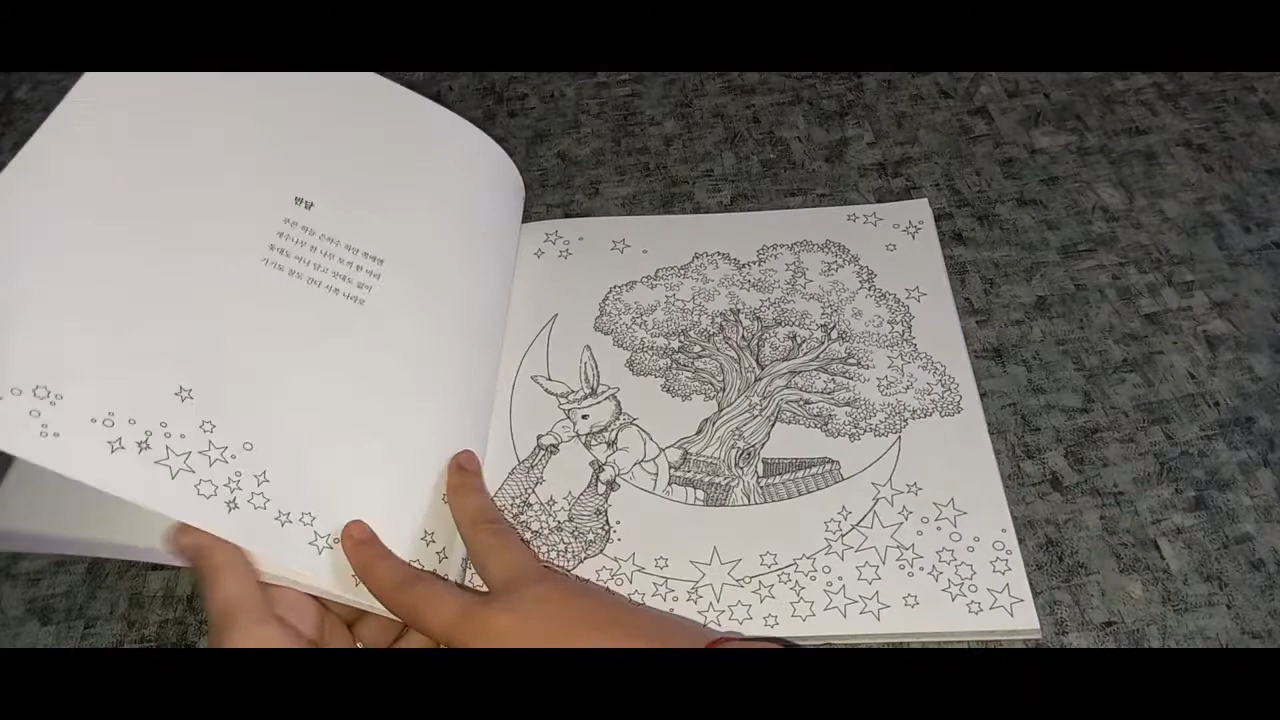 반달
푸른 하늘 은하수 하얀 쪽배엔
계수나무 한 나무 토끼 한 마리
돛대도 아니 달고 삿대도 없이
가기도 잘도 간다 서쪽 나라로